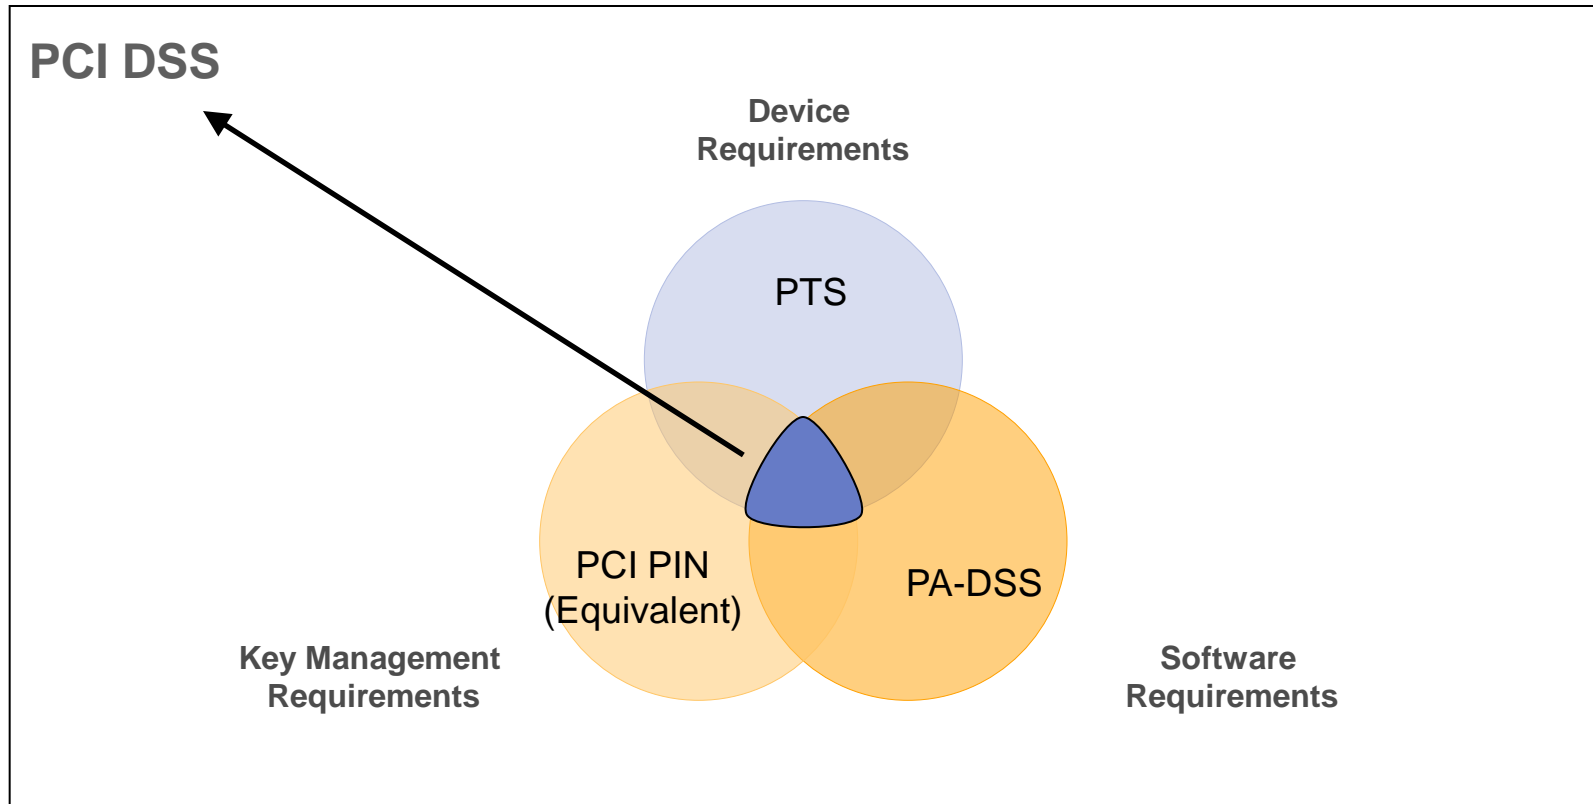 PCI DSS
Device
Requirements
PTS
PCI PIN
(Equivalent)
PA-DSS
Key Management
Requirements
Software
Requirements